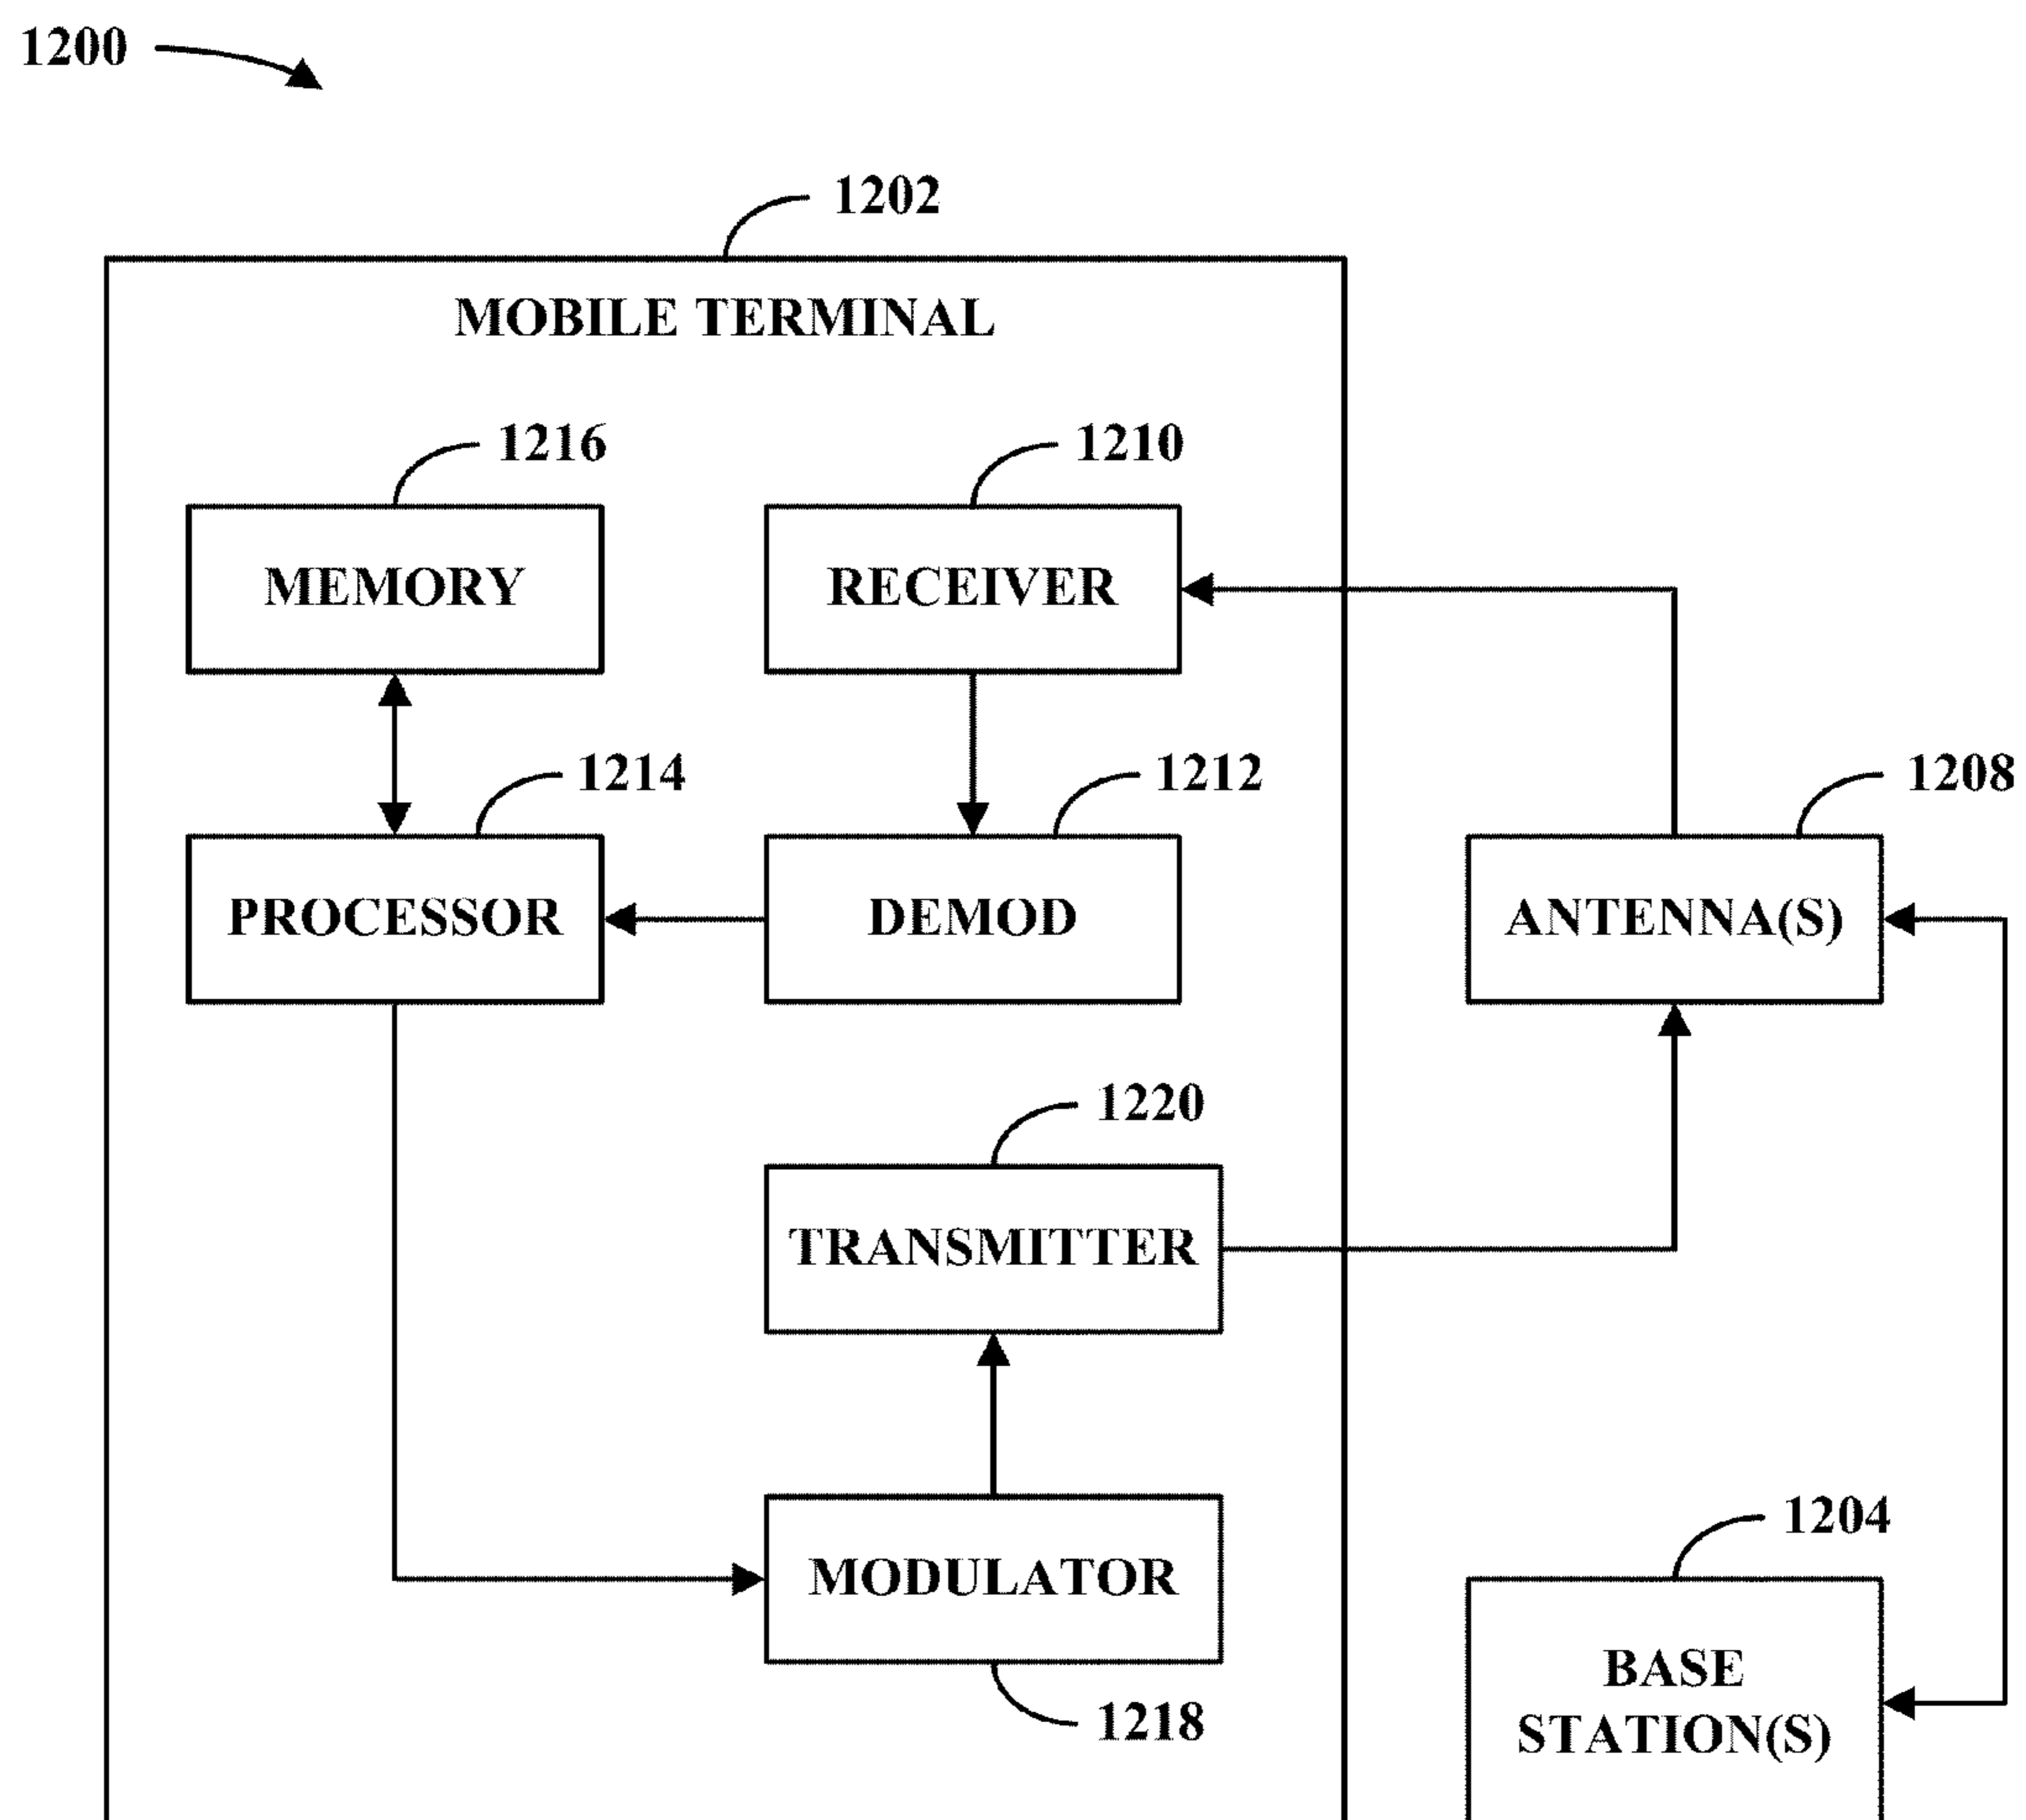 1200
1202
MOBILE TERMINAL
1216
1210
MEMORY
RECEIVER
1214
1212
1208
PROCESSOR
DEMOD
ANTENNA(S)
1220
TRANSMITTER
1204
MODULATOR
BASE
STATION(S)
1218